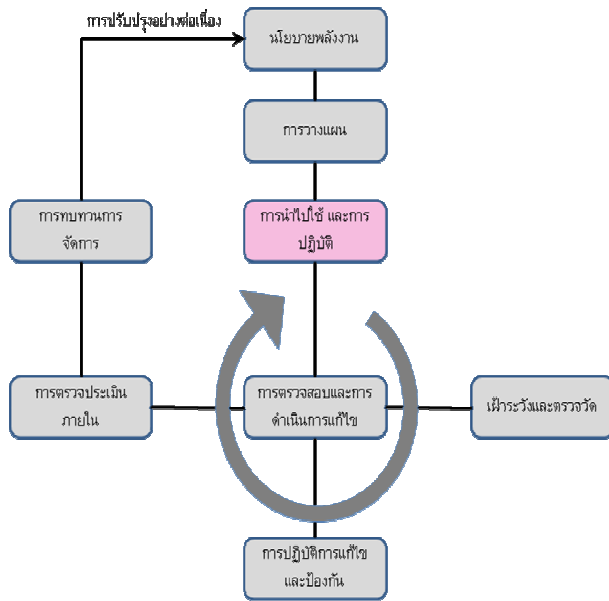 การปรับปรุงอย่างต่อเนื่อง
นโยบายพลังงาน
การวางแผน
การทบทวนการ
จัดการ
การนำไปใช้ และการ
ปฏิบัติ
การตรวจประเมิน
ภายใน
การตรวจสอบและการ
ดำเนินการแก้ไข
เฝ้าระวังและตรวจวัด
การปฏิบัติการแก้ไข
และป้องกัน